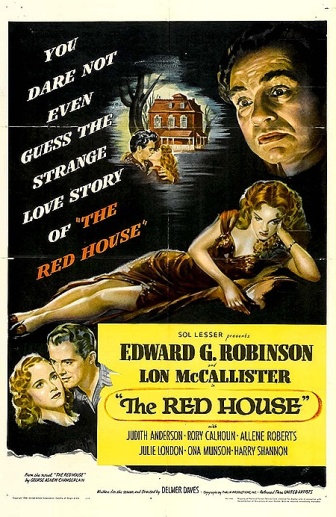 YOU
DARE NOT
EVEN
GUESS THE
STRANGE
LOVE STORY
OF "THE
RED HOUSE"
SOL LESSER presents
EDWARD G. ROBINSON
and
LON McCALLISTER
in
"THE RED HOUSE"
with
JUDITH ANDERSON · RORY CALHOUN · ALLENE ROBERTS
JULIE LONDON · ONA MUNSON · HARRY SHANNON
From the novel "THE RED HOUSE"
by GEORGE AGNEW CHAMBERLAIN
Written for the screen and Directed by DELMER DAVES
Released thru UNITED ARTISTS